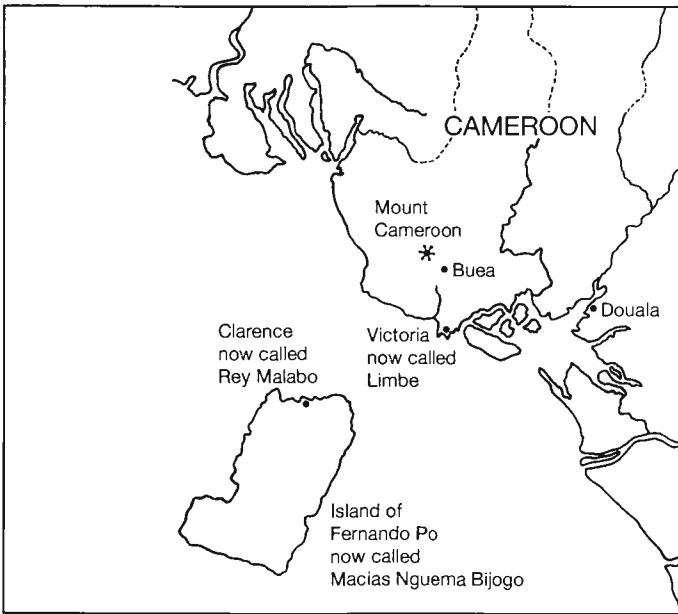 CAMEROON
Mount
Cameroon
Buea
Douala
Clarence
now called
Rey Malabo
Victoria
now called
Limbe
Island of
Fernando Po
now called
Macias Nguema Bijogo